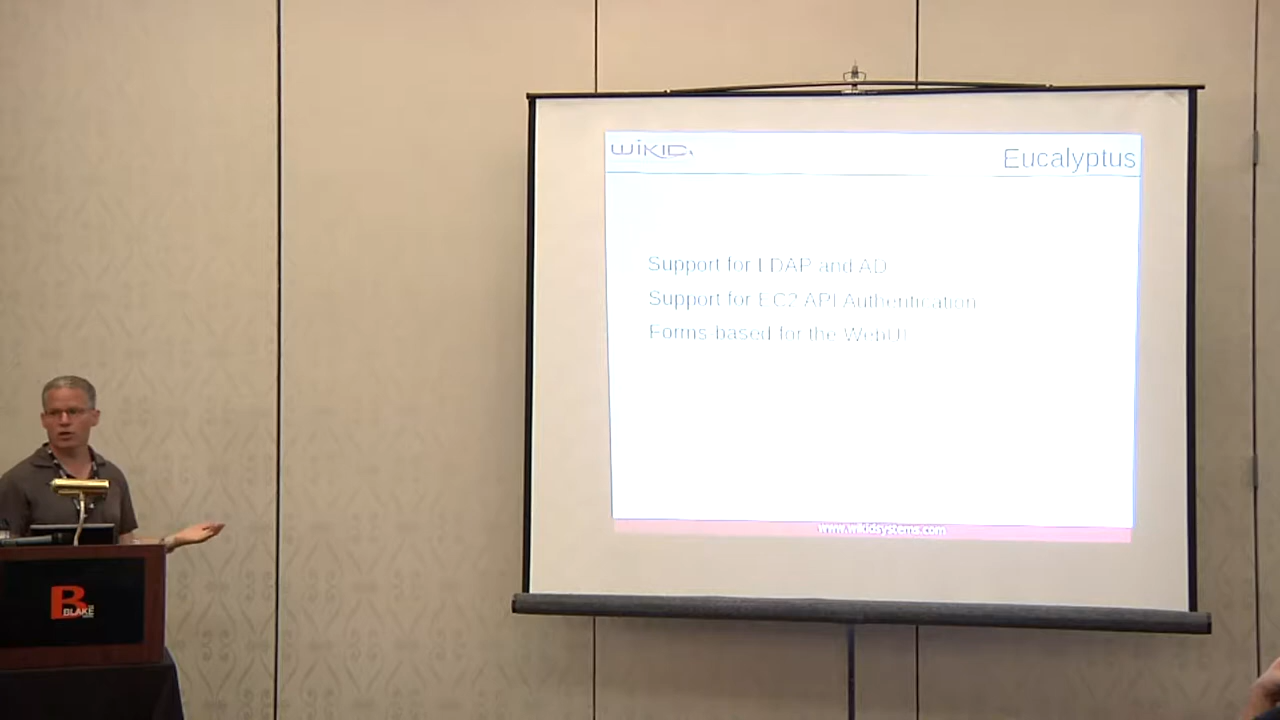 WiKID
Eucalyptus
Support for LDAP and AD
Support for EC2 API Authentication
Forms based for the WebUI
www.wikidsystems.com
B
THE
BLAKE